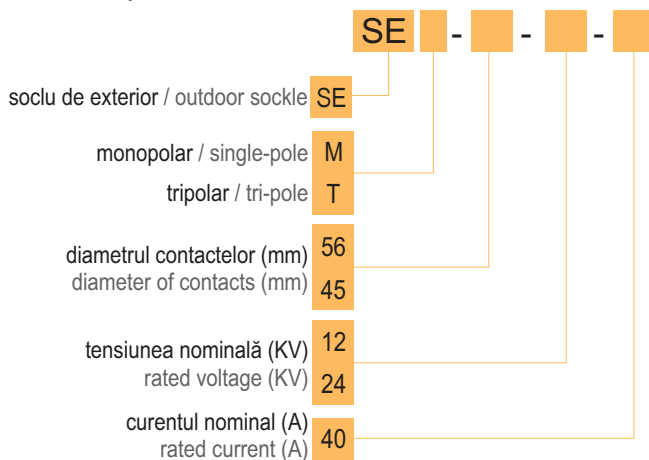 SE - - -
soclu de exterior / outdoor sockle SE
monopolar / single-pole M
tripolar / tri-pole T
diametrul contactelor (mm) 56
diameter of contacts (mm) 45
tensiunea nominală (KV) 12
rated voltage (KV) 24
curentul nominal (A)
rated current (A) 40